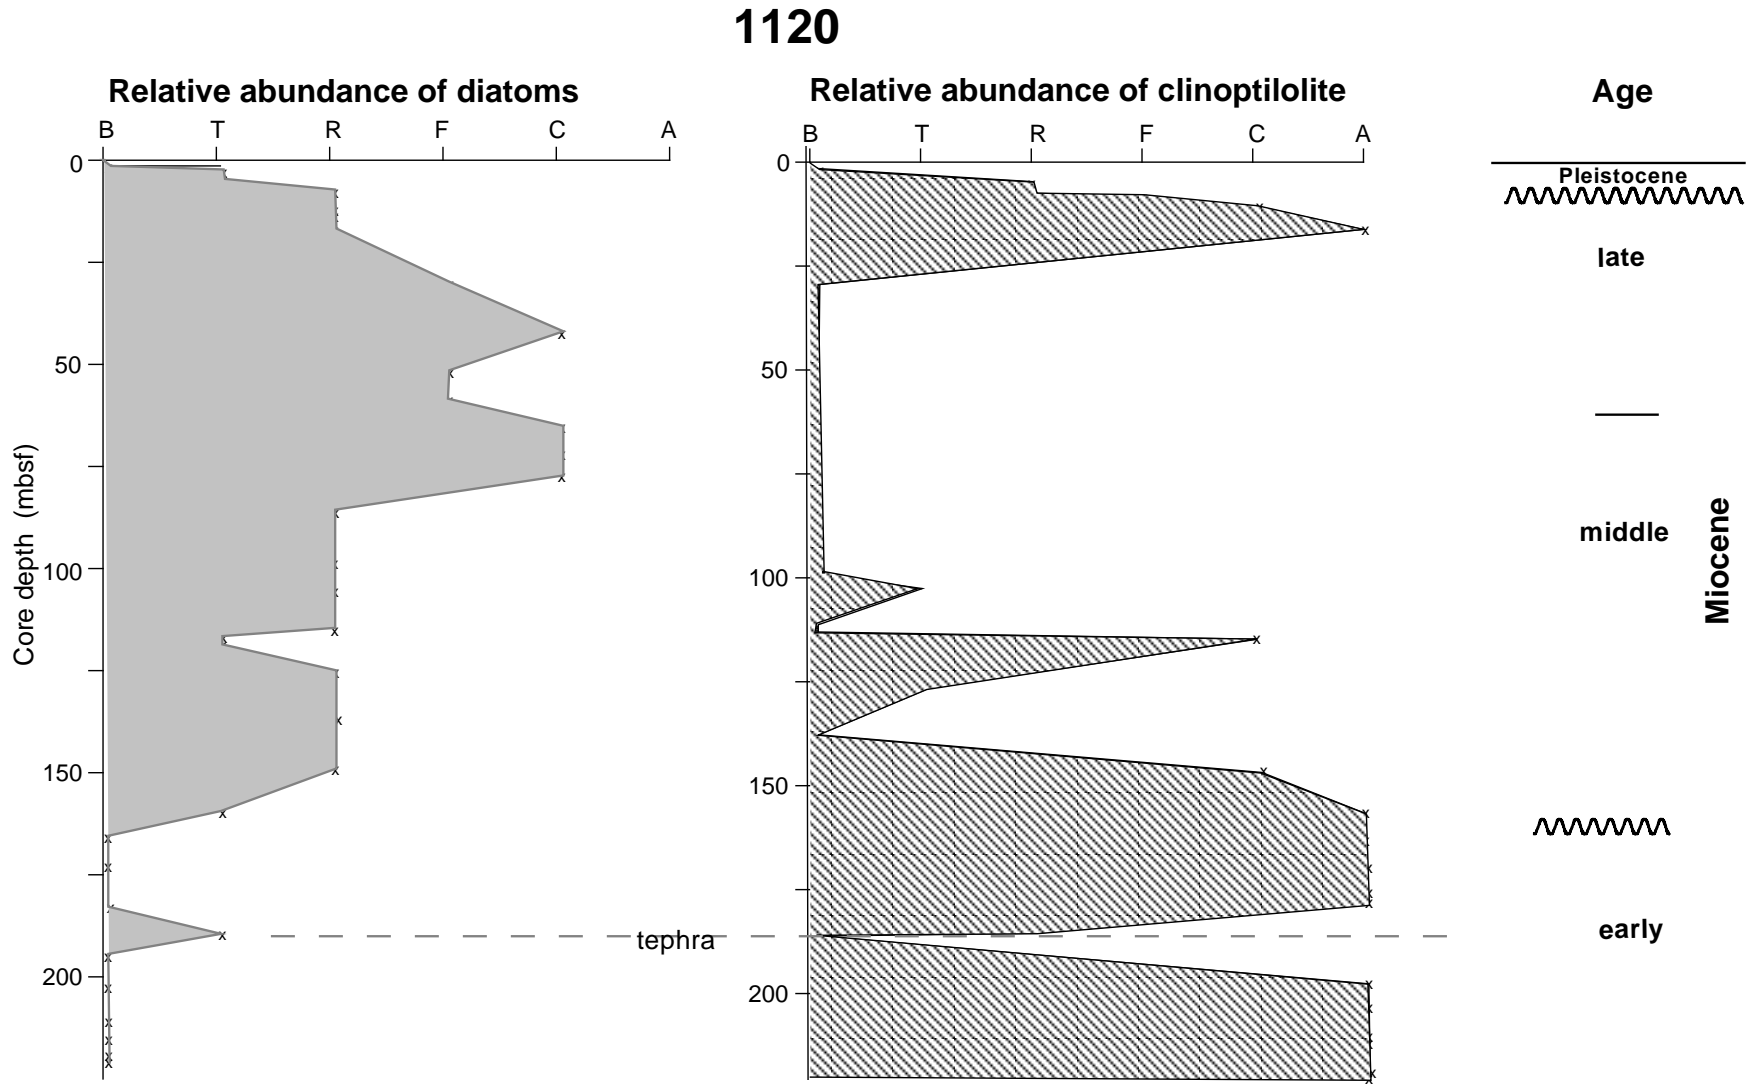 1120
Relative abundance of diatoms
B T R F C A
0
50
100
150
200
Core depth (mbsf)
tephra
Relative abundance of clinoptilolite
B T R F C A
0
50
100
150
200
Age
Pleistocene
late
middle
early
Miocene